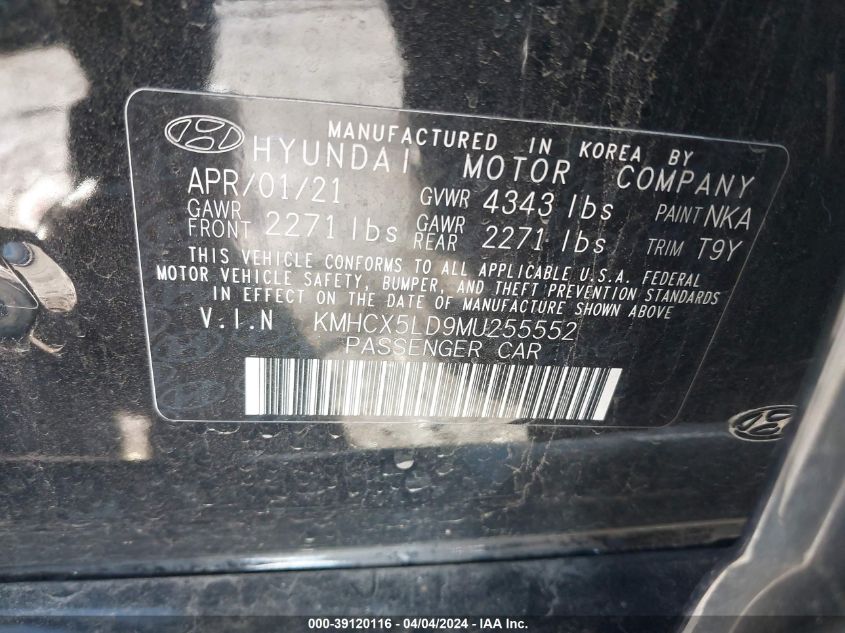 MANUFACTURED IN KOREA BY
HYUNDAI MOTOR COMPANY
APR/01/21 GVWR 4343 lbs PAINT NKA
GAWR FRONT 2271 lbs GAWR REAR 2271 lbs TRIM T9Y
THIS VEHICLE CONFORMS TO ALL APPLICABLE U.S.A. FEDERAL
MOTOR VEHICLE SAFETY, BUMPER, AND THEFT PREVENTION STANDARDS
IN EFFECT ON THE DATE OF MANUFACTURE SHOWN ABOVE
V.I.N KMHCX5LD9MU255552
PASSENGER CAR
000-39120116 - 04/04/2024 - IAA Inc.